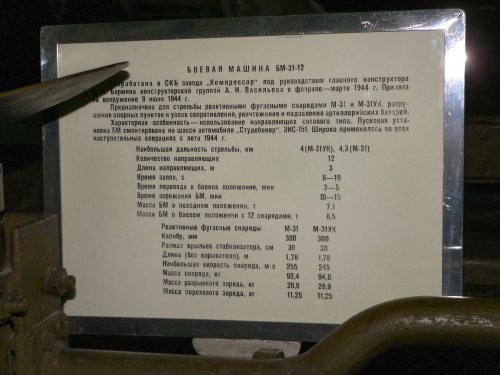 БОЕВАЯ МАШИНА БМ-31-12
Разработана в СКБ завода „Компрессор" под руководством главного конструктора
Бармина конструкторской группой А. Н. Васильева в феврале—марте 1944 г. Принята
на вооружение 9 июня 1944 г.
Предназначена для стрельбы реактивными фугасными снарядами М-31 и М-31УК, разру-
шения опорных пунктов и узлов сопротивления, уничтожения и подавления артиллерийских батарей.
Характерная особенность — использование направляющих сотового типа. Пусковая уста-
новка БМ смонтирована на шасси автомобиля „Студебекер", ЗИС-151. Широко применялась во всех
наступательных операциях с лета 1944 г.
Наибольшая дальность стрельбы, км 4 (М-31УК), 4,3 (М-31)
Количество направляющих 12
Длина направляющих, м 3
Время залпа, с 8—10
Время перевода в боевое положение, мин 3—5
Время заряжания БМ, мин 10—15
Масса БМ в походном положении, т 7,1
Масса БМ в боевом положении с 12 снарядами, т 8,5
Реактивные фугасные снаряды М-31 М-31УК
Калибр, мм 300 300
Размах крыльев стабилизатора, см 30 30
Длина (без взрывателя), м 1,76 1,76
Наибольшая скорость снаряда, м/с 255 245
Масса снаряда, кг 92,4 94,8
Масса разрывного заряда, кг 28,9 28,9
Масса порохового заряда, кг 11,25 11,25